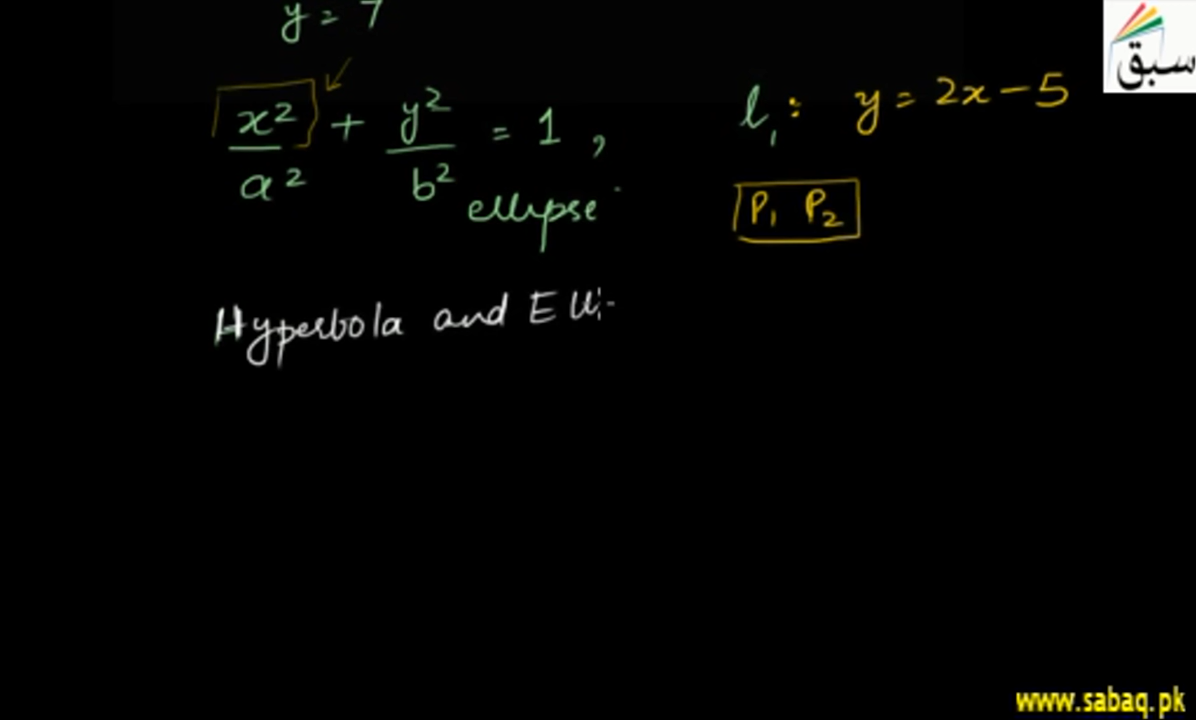 y = 7
x²/a² + y²/b² = 1 , ellipse
l₁ : y = 2x - 5
P₁ P₂
Hyperbola and Elli
سبق
www.sabaq.pk